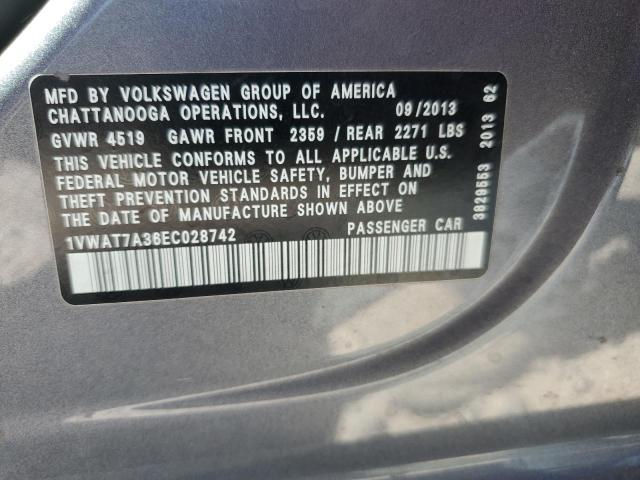 MFD BY VOLKSWAGEN GROUP OF AMERICA
CHATTANOOGA OPERATIONS, LLC. 09/2013
GVWR 4519 GAWR FRONT 2359 / REAR 2271 LBS
THIS VEHICLE CONFORMS TO ALL APPLICABLE U.S.
FEDERAL MOTOR VEHICLE SAFETY, BUMPER AND
THEFT PREVENTION STANDARDS IN EFFECT ON
THE DATE OF MANUFACTURE SHOWN ABOVE
1VWAT7A36EC028742 PASSENGER CAR
3829553 2013 62